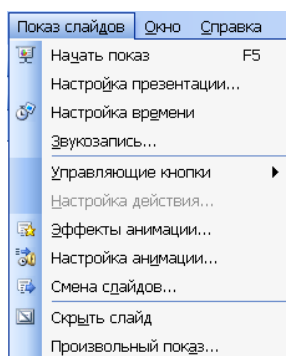 Показ слайдов Окно Справка
Начать показ F5
Настройка презентации...
Настройка времени
Звукозапись...
Управляющие кнопки
Настройка действия...
Эффекты анимации...
Настройка анимации...
Смена слайдов...
Скрыть слайд
Произвольный показ...